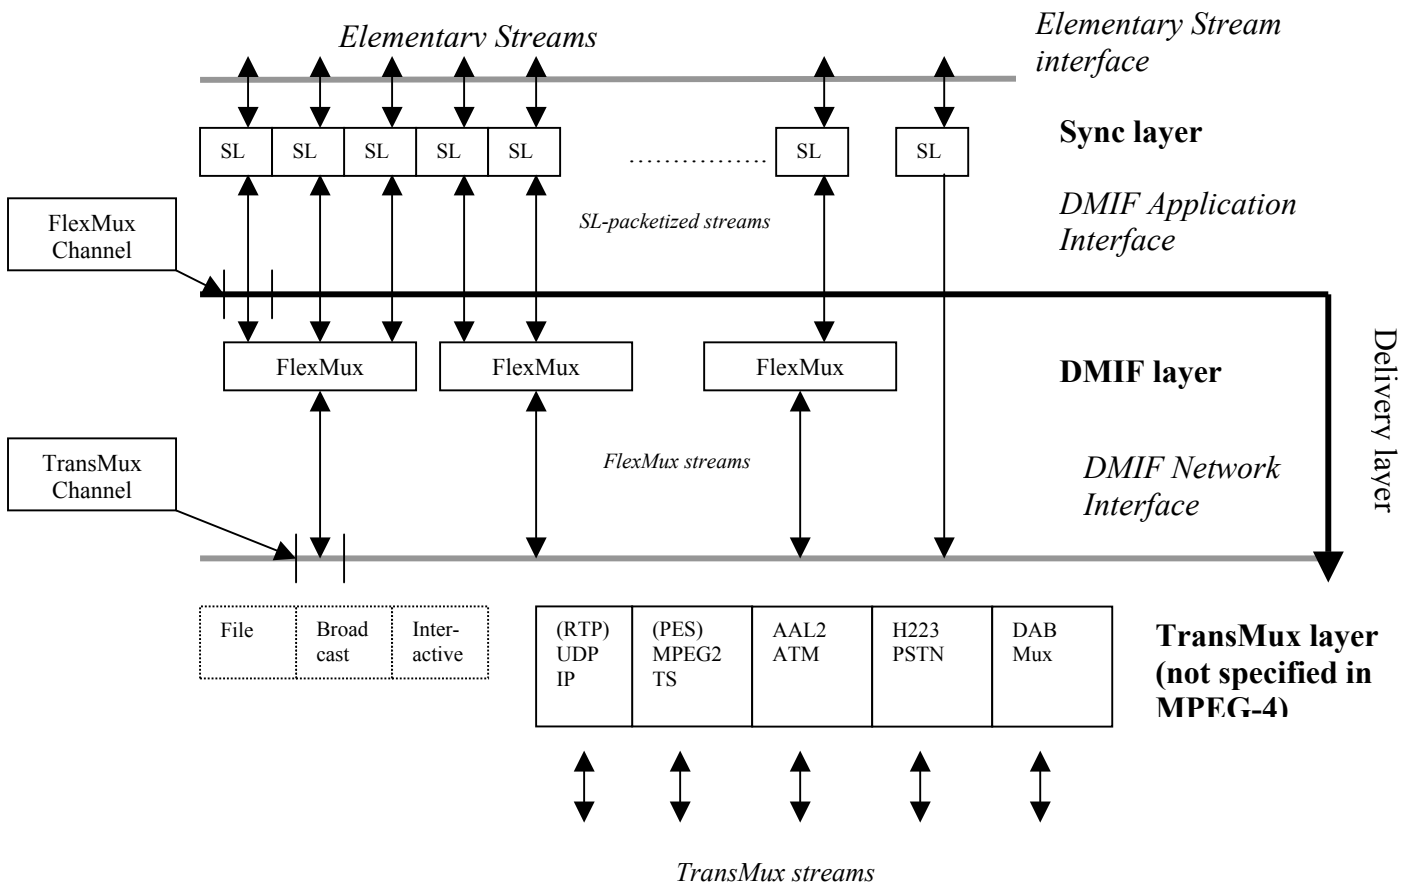 Elementary Streams
Elementary Stream
interface
SL
SL
SL
SL
SL
.................
SL
SL
Sync layer
FlexMux
Channel
SL-packetized streams
DMIF Application
Interface
FlexMux
FlexMux
FlexMux
DMIF layer
Delivery layer
TransMux
Channel
FlexMux streams
DMIF Network
Interface
File
Broad
cast
Inter-
active
(RTP)
UDP
IP
(PES)
MPEG2
TS
AAL2
ATM
H223
PSTN
DAB
Mux
TransMux layer
(not specified in
MPEG-4)
TransMux streams